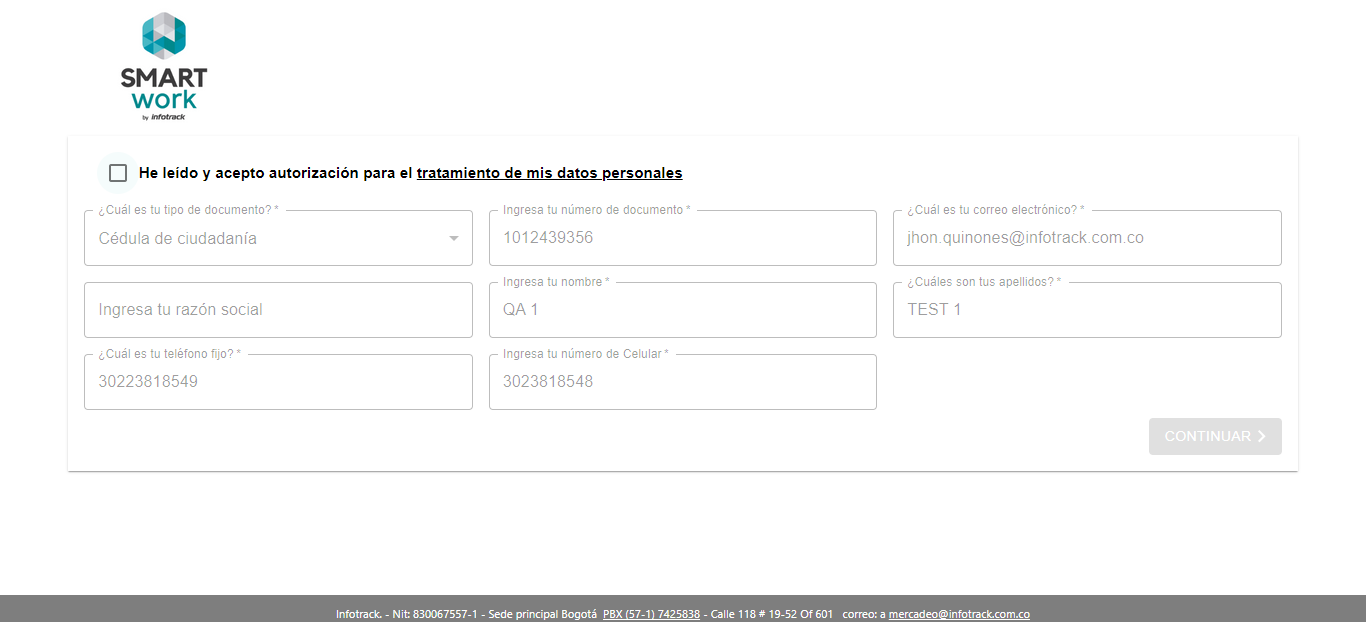 SMART
work
by infotrack
He leído y acepto autorización para el tratamiento de mis datos personales
¿Cuál es tu tipo de documento? *
Cédula de ciudadanía
Ingresa tu número de documento *
1012439356
¿Cuál es tu correo electrónico? *
jhon.quinones@infotrack.com.co
Ingresa tu razón social
Ingresa tu nombre *
QA 1
¿Cuáles son tus apellidos? *
TEST 1
¿Cuál es tu teléfono fijo? *
30223818549
Ingresa tu número de Celular *
3023818548
CONTINUAR
Infotrack. - Nit: 830067557-1 - Sede principal Bogotá PBX (57-1) 7425838 - Calle 118 # 19-52 Of 601 correo: a mercadeo@infotrack.com.co